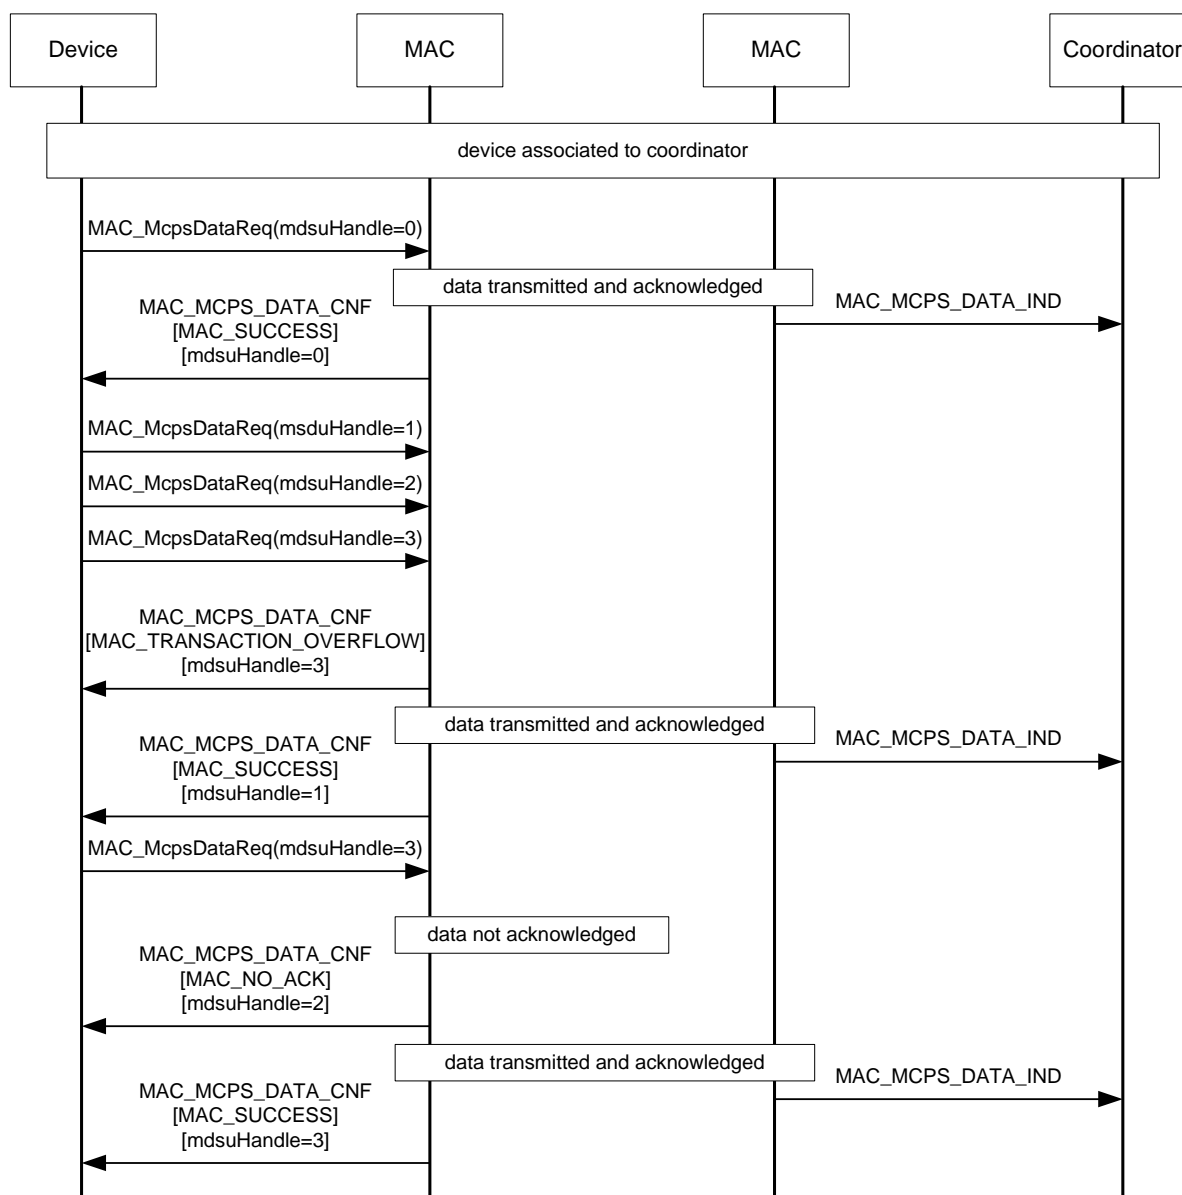 Device
MAC
MAC
Coordinator
device associated to coordinator
MAC_McpsDataReq(mdsuHandle=0)
data transmitted and acknowledged
MAC_MCPS_DATA_CNF
[MAC_SUCCESS]
[mdsuHandle=0]
MAC_MCPS_DATA_IND
MAC_McpsDataReq(msduHandle=1)
MAC_McpsDataReq(mdsuHandle=2)
MAC_McpsDataReq(mdsuHandle=3)
MAC_MCPS_DATA_CNF
[MAC_TRANSACTION_OVERFLOW]
[mdsuHandle=3]
data transmitted and acknowledged
MAC_MCPS_DATA_CNF
[MAC_SUCCESS]
[mdsuHandle=1]
MAC_MCPS_DATA_IND
MAC_McpsDataReq(mdsuHandle=3)
data not acknowledged
MAC_MCPS_DATA_CNF
[MAC_NO_ACK]
[mdsuHandle=2]
data transmitted and acknowledged
MAC_MCPS_DATA_CNF
[MAC_SUCCESS]
[mdsuHandle=3]
MAC_MCPS_DATA_IND